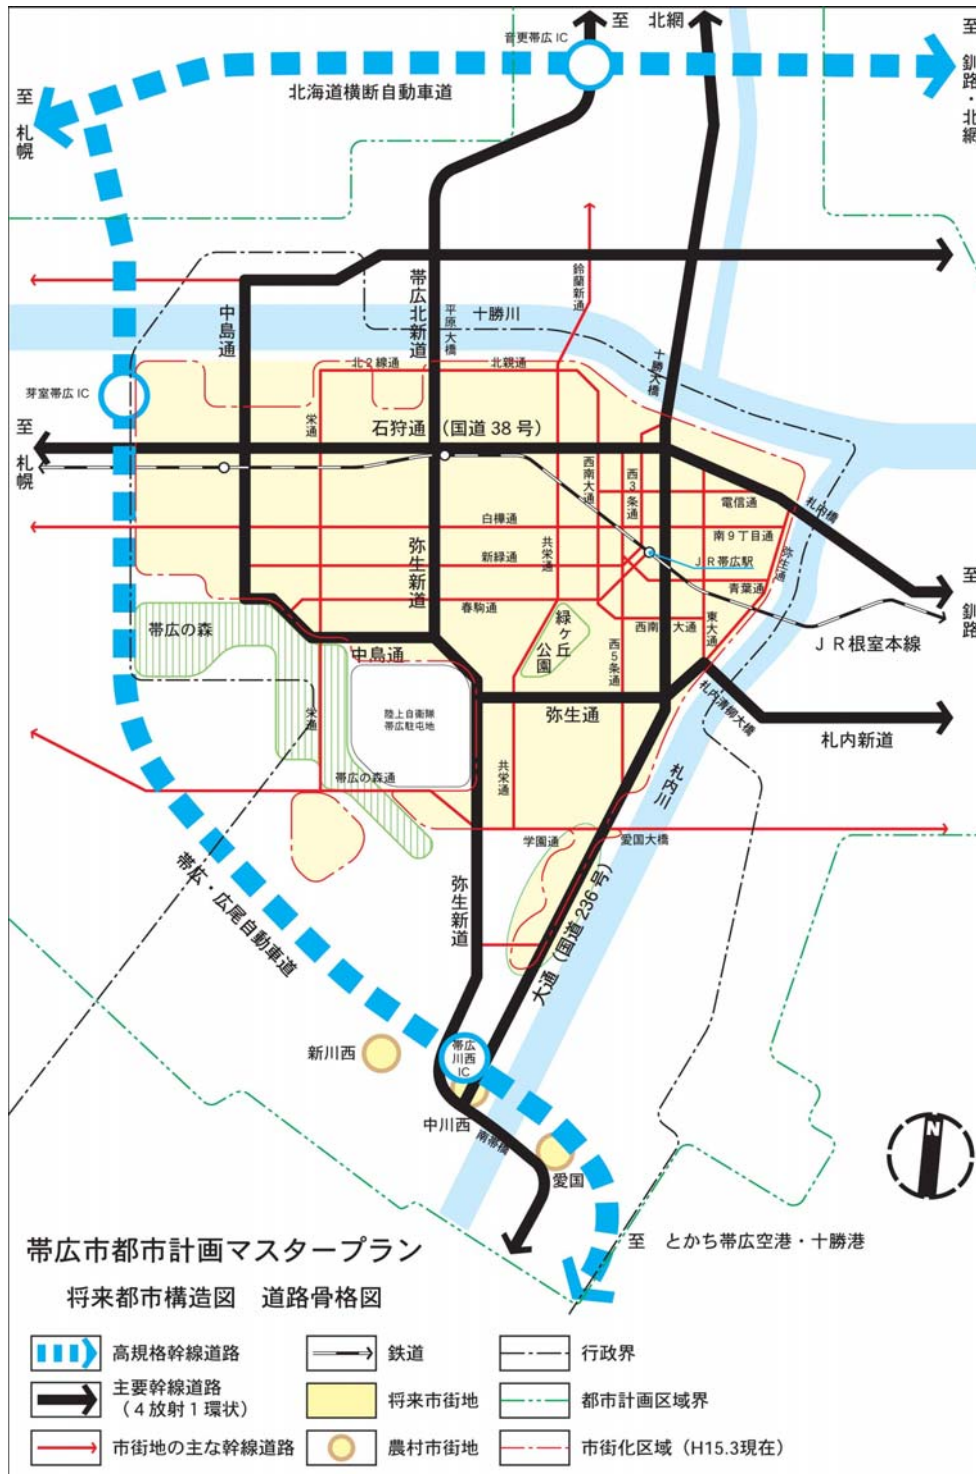 至 北網
音更帯広 IC
至 釧路・北網
北海道横断自動車道
至 札幌
鈴蘭新通
帯広北新道
平原大橋
十勝川
中島通
十勝大橋
北2線通
北親通
芽室帯広 IC
栄通
石狩通 (国道 38 号)
至 札幌
西南大通
西3条通
電信通
札内橋
白樺通
南9丁目通
共栄通
弥生新道
新緑通
JR帯広駅
弥生通
青葉通
至 釧路
春駒通
帯広の森
緑ヶ丘公園
西南大通
東大通
JR根室本線
中島通
西5条通
札内清柳大橋
弥生通
陸上自衛隊
帯広駐屯地
札内新道
栄通
札内川
共栄通
帯広の森通
学園通
愛国大橋
帯広・広尾自動車道
弥生新道
大通(国道 236 号)
新川西
帯広
川西
IC
中川西
南帯橋
愛国
N
至 とかち帯広空港・十勝港
帯広市都市計画マスタープラン
将来都市構造図 道路骨格図
高規格幹線道路
鉄道
行政界
主要幹線道路
(4放射1環状)
将来市街地
都市計画区域界
市街地の主な幹線道路
農村市街地
市街化区域 (H15.3現在)